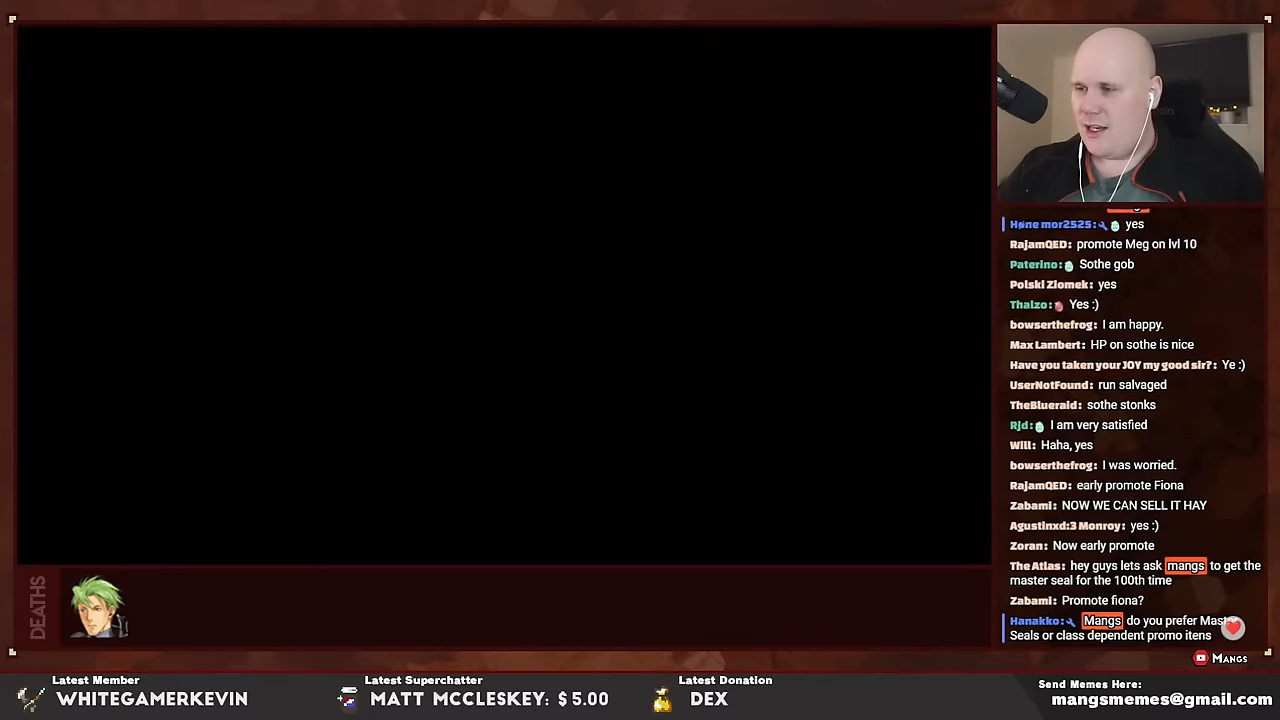 Høne mor2525: yes
RajamQED: promote Meg on lvl 10
Paterino: Sothe gob
Polski Ziomek: yes
Thalzo: Yes :)
bowserthefrog: I am happy.
Max Lambert: HP on sothe is nice
Have you taken your JOY my good sir?: Ye :)
UserNotFound: run salvaged
TheBlueraid: sothe stonks
Rjd: I am very satisfied
Will: Haha, yes
bowserthefrog: I was worried.
RajamQED: early promote Fiona
Zabami: NOW WE CAN SELL IT HAY
Agustinxd:3 Monroy: yes :)
Zoran: Now early promote
The Atlas: hey guys lets ask mangs to get the
master seal for the 100th time
Zabami: Promote fiona?
Hanakko: Mangs do you prefer Master
Seals or class dependent promo itens
DEATHS
Mangs
Latest Member
WHITEGAMERKEVIN
Latest Superchatter
MATT MCCLESKEY: $5.00
Latest Donation
DEX
Send Memes Here:
mangsmemes@gmail.com